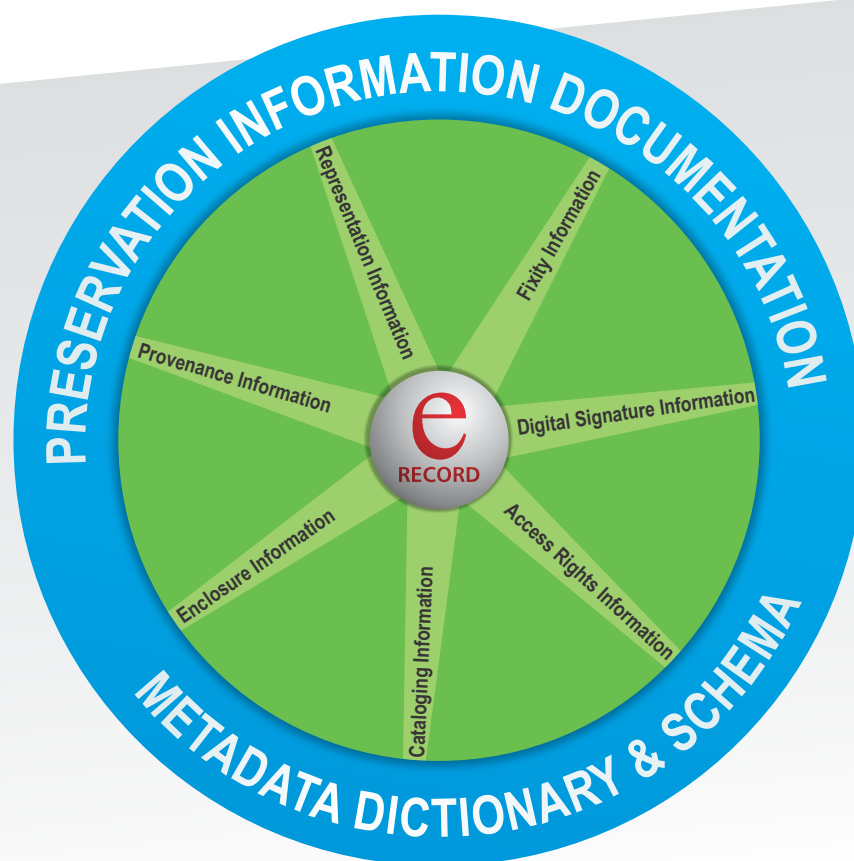 PRESERVATION INFORMATION DOCUMENTATION
Representation Information
Fixity Information
Provenance Information
Digital Signature Information
e
RECORD
Enclosure Information
Access Rights Information
Cataloging Information
METADATA DICTIONARY & SCHEMA